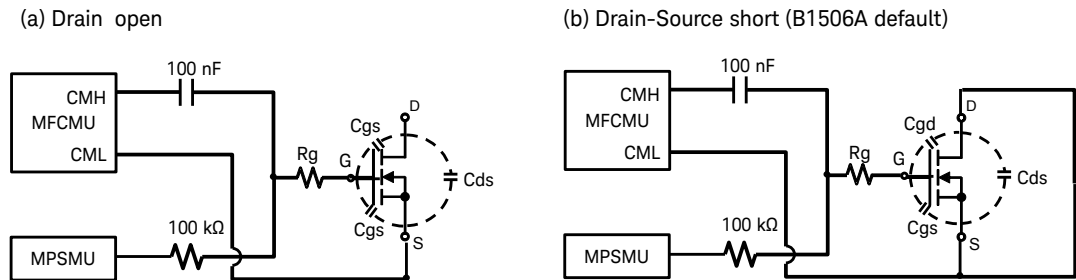 (a) Drain open
100 nF
CMH
MFCMU
CML
Cgs
D
Rg
G
Cds
Cgs
S
100 kΩ
MPSMU
(b) Drain-Source short (B1506A default)
100 nF
CMH
MFCMU
CML
Cgd
D
Rg
G
Cds
Cgs
S
100 kΩ
MPSMU